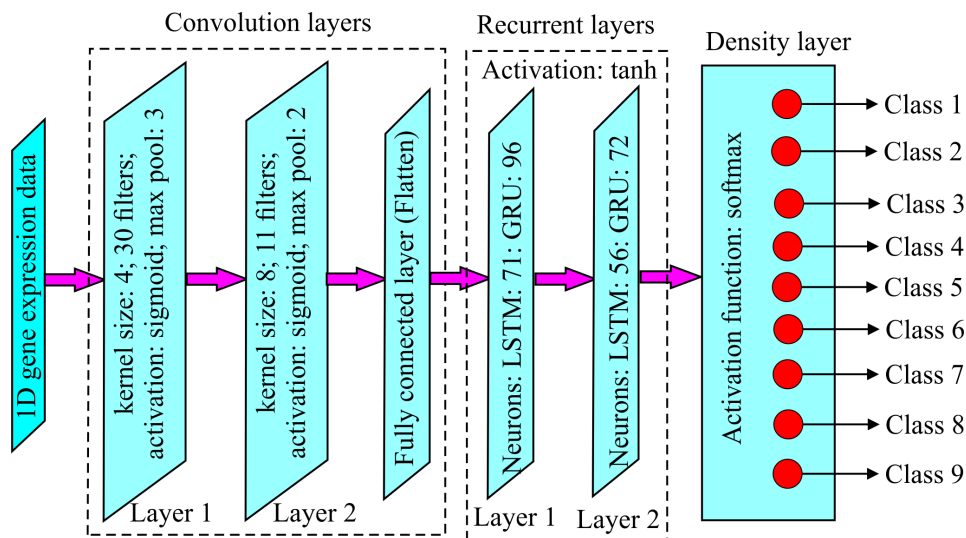 Convolution layers
Recurrent layers
Density layer
Activation: tanh
1D gene expression data
kernel size: 4; 30 filters;
activation: sigmoid; max pool: 3
kernel size: 8; 11 filters;
activation: sigmoid; max pool: 2
Fully connected layer (Flatten)
Neurons: LSTM: 71: GRU: 96
Neurons: LSTM: 56: GRU: 72
Activation function: softmax
Class 1
Class 2
Class 3
Class 4
Class 5
Class 6
Class 7
Class 8
Class 9
Layer 1
Layer 2
Layer 1
Layer 2